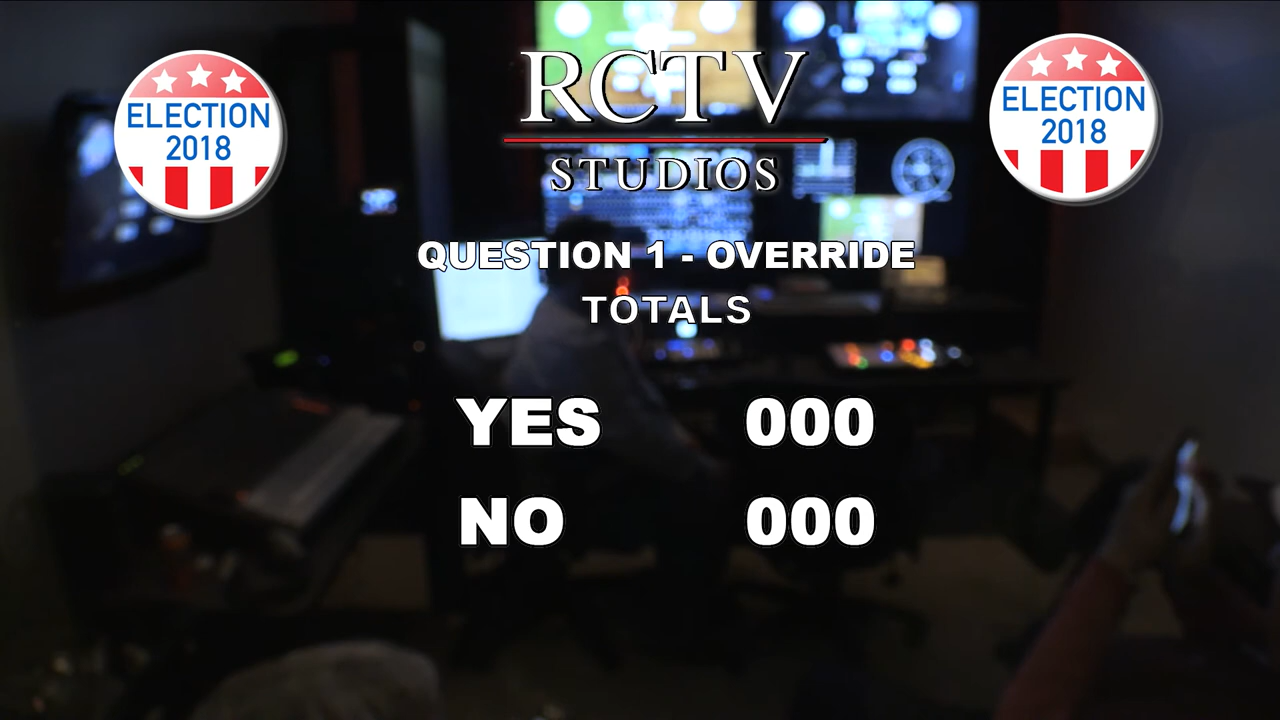 ELECTION
2018
RCTV
STUDIOS
ELECTION
2018
QUESTION 1 - OVERRIDE
TOTALS
YES 000
NO 000